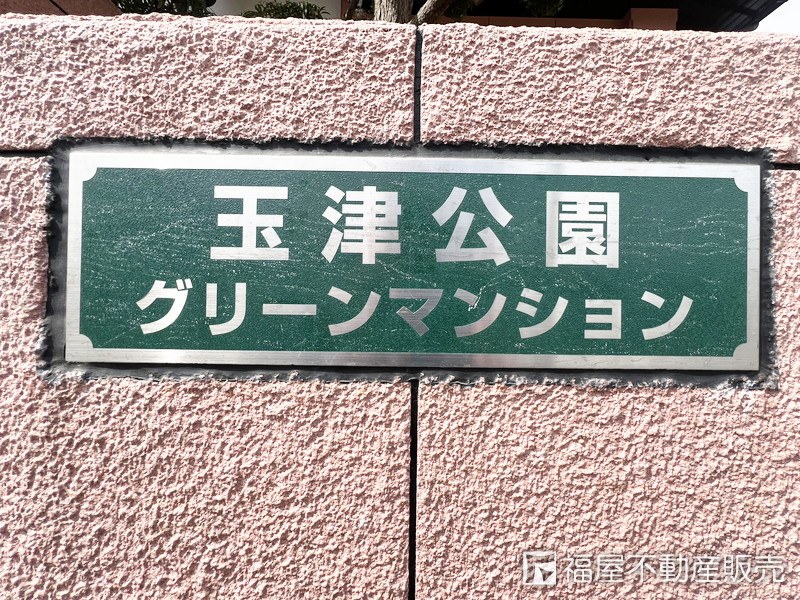 玉津公園
グリーンマンション
福屋不動産販売